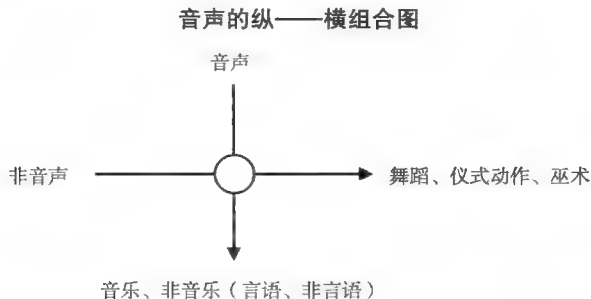 音声的纵——横组合图
音声
非音声
舞蹈、仪式动作、巫术
音乐、非音乐（言语、非言语）